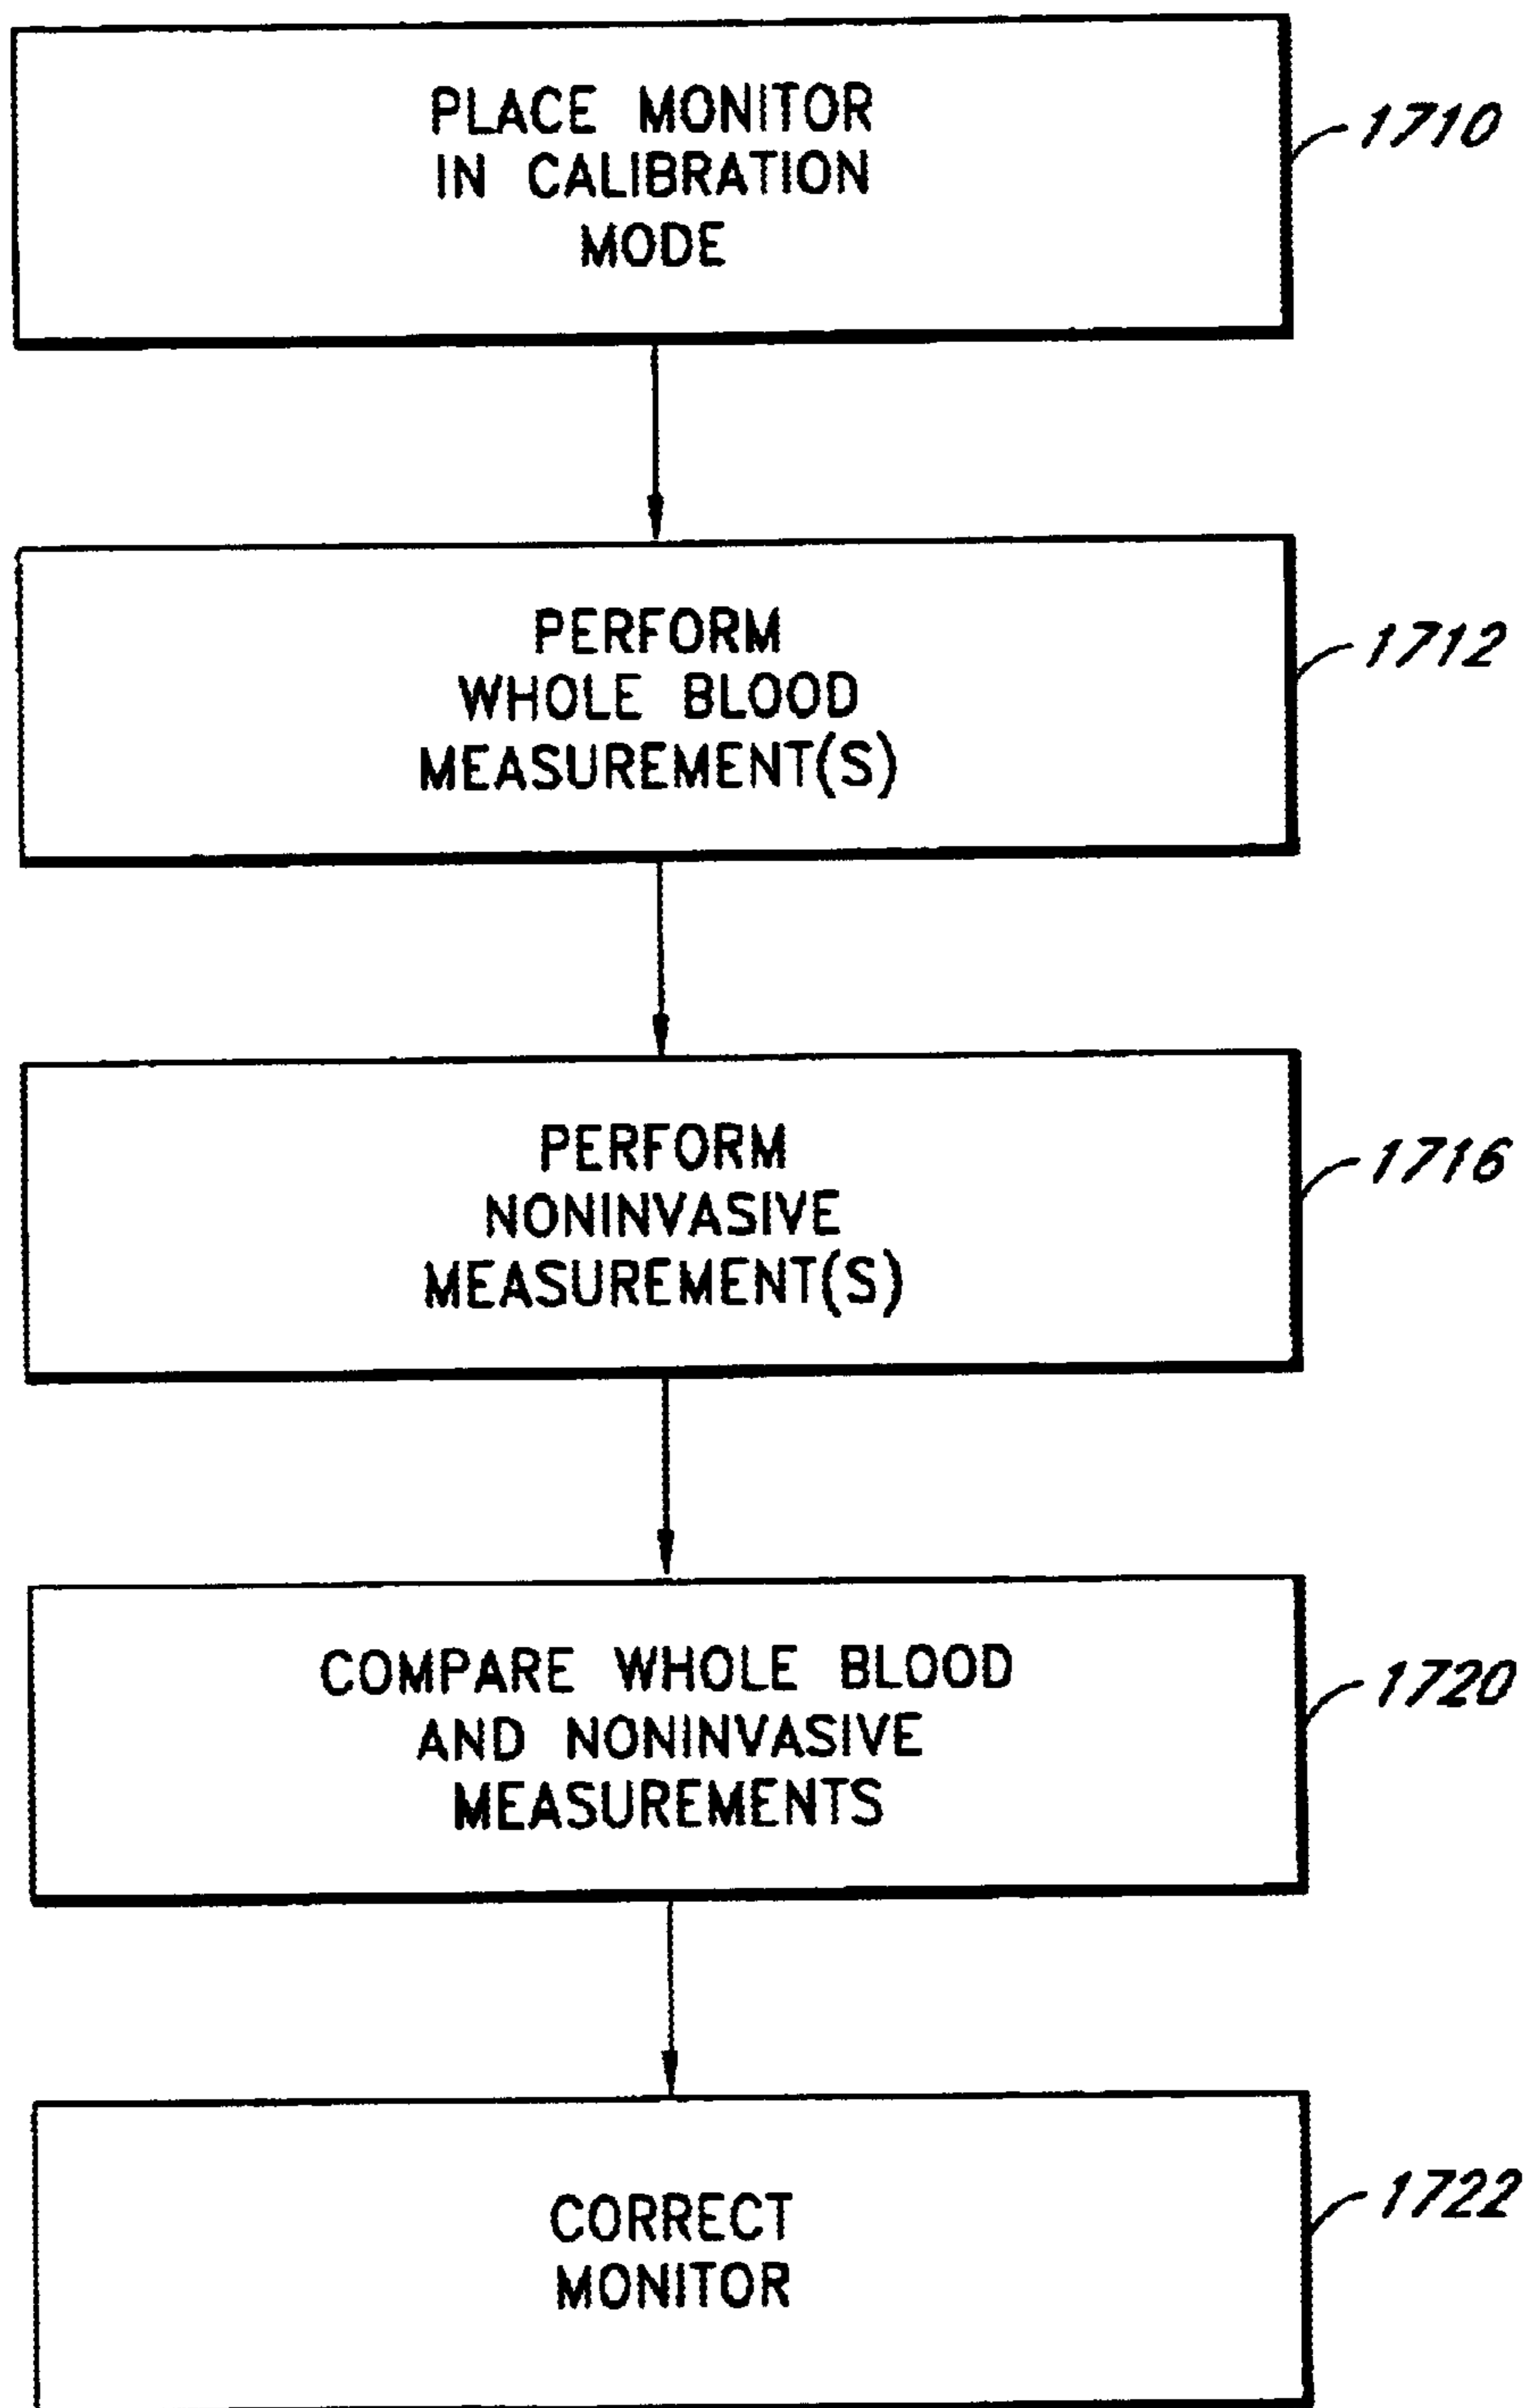 PLACE MONITOR
IN CALIBRATION
MODE
1710
PERFORM
WHOLE BLOOD
MEASUREMENT(S)
1712
PERFORM
NONINVASIVE
MEASUREMENT(S)
1716
COMPARE WHOLE BLOOD
AND NONINVASIVE
MEASUREMENTS
1720
CORRECT
MONITOR
1722